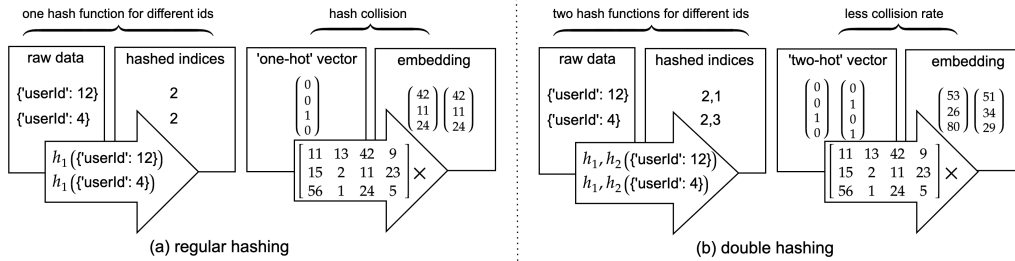 one hash function for different ids
hash collision
raw data
hashed indices
'one-hot' vector
embedding
{'userId': 12}
2
{'userId': 4}
2
0
0
1
0
42 42
11 11
24 24
h1({'userId': 12})
h1({'userId': 4})
11 13 42 9
15 2 11 23
56 1 24 5
×
(a) regular hashing
two hash functions for different ids
less collision rate
raw data
hashed indices
'two-hot' vector
embedding
{'userId': 12}
2,1
{'userId': 4}
2,3
0 0
0 1
1 0
0 1
53 51
26 34
80 29
h1, h2({'userId': 12})
h1, h2({'userId': 4})
11 13 42 9
15 2 11 23
56 1 24 5
×
(b) double hashing